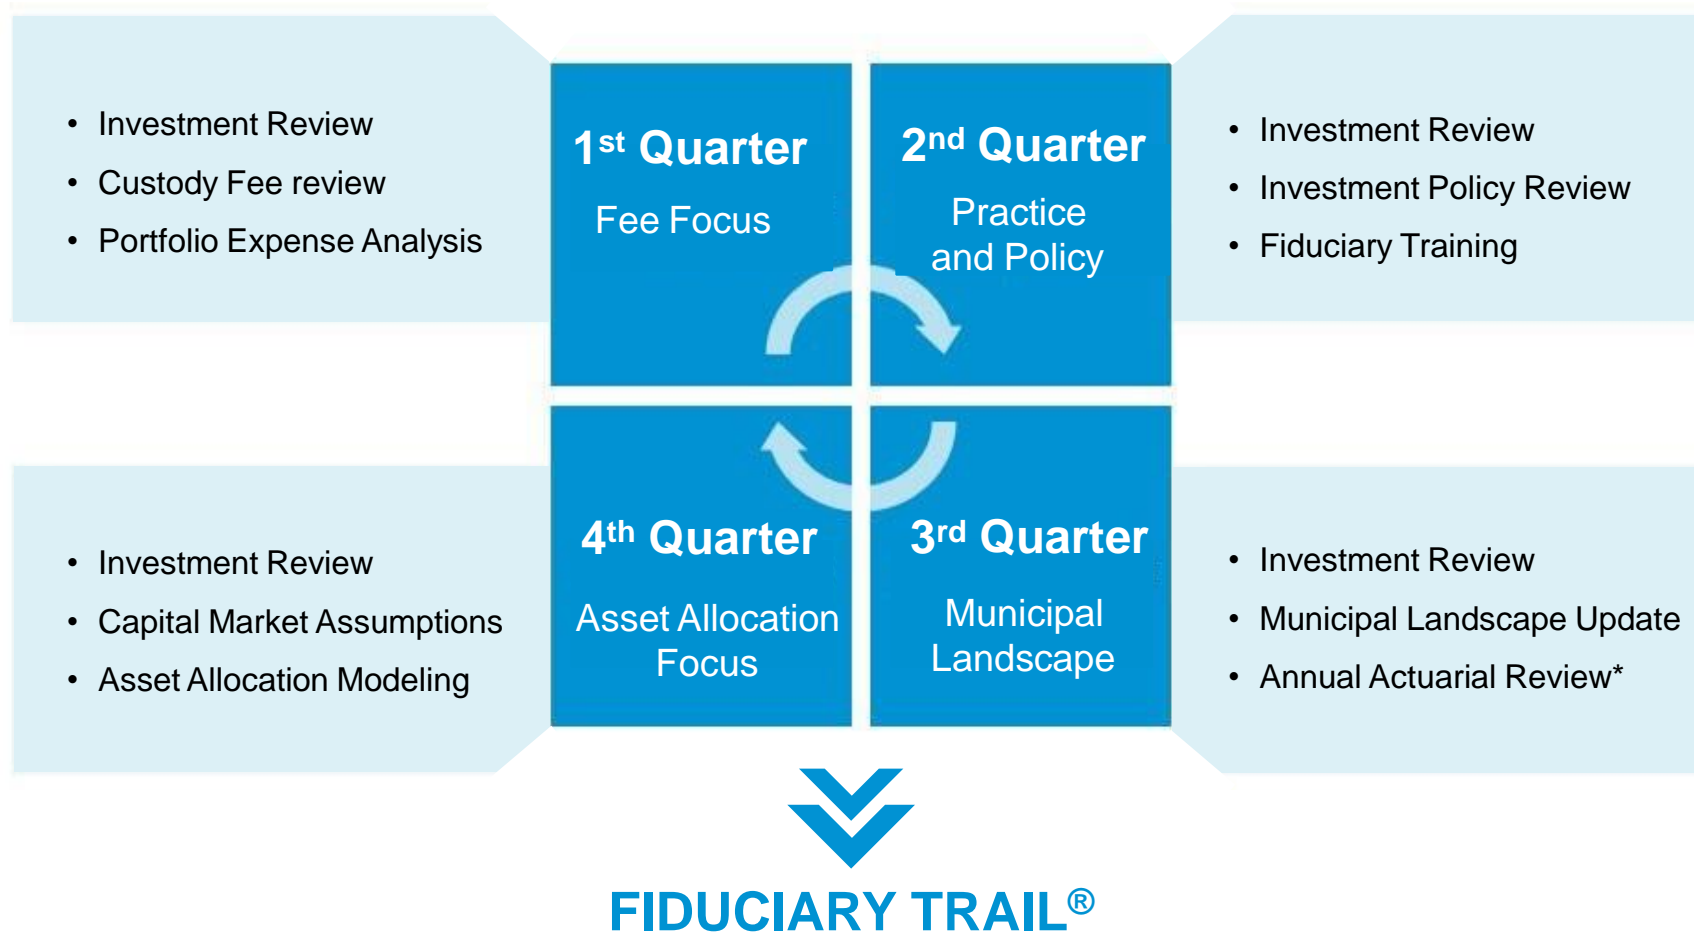 • Investment Review
• Custody Fee review
• Portfolio Expense Analysis
1st Quarter
Fee Focus
2nd Quarter
Practice
and Policy
• Investment Review
• Investment Policy Review
• Fiduciary Training
• Investment Review
• Capital Market Assumptions
• Asset Allocation Modeling
4th Quarter
Asset Allocation
Focus
3rd Quarter
Municipal
Landscape
• Investment Review
• Municipal Landscape Update
• Annual Actuarial Review*
FIDUCIARY TRAIL®